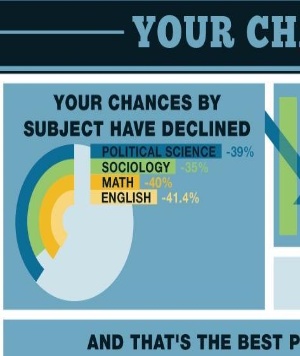 YOUR CH
YOUR CHANCES BY
SUBJECT HAVE DECLINED
POLITICAL SCIENCE -39%
SOCIOLOGY -35%
MATH -40%
ENGLISH -41.4%
AND THAT'S THE BEST P